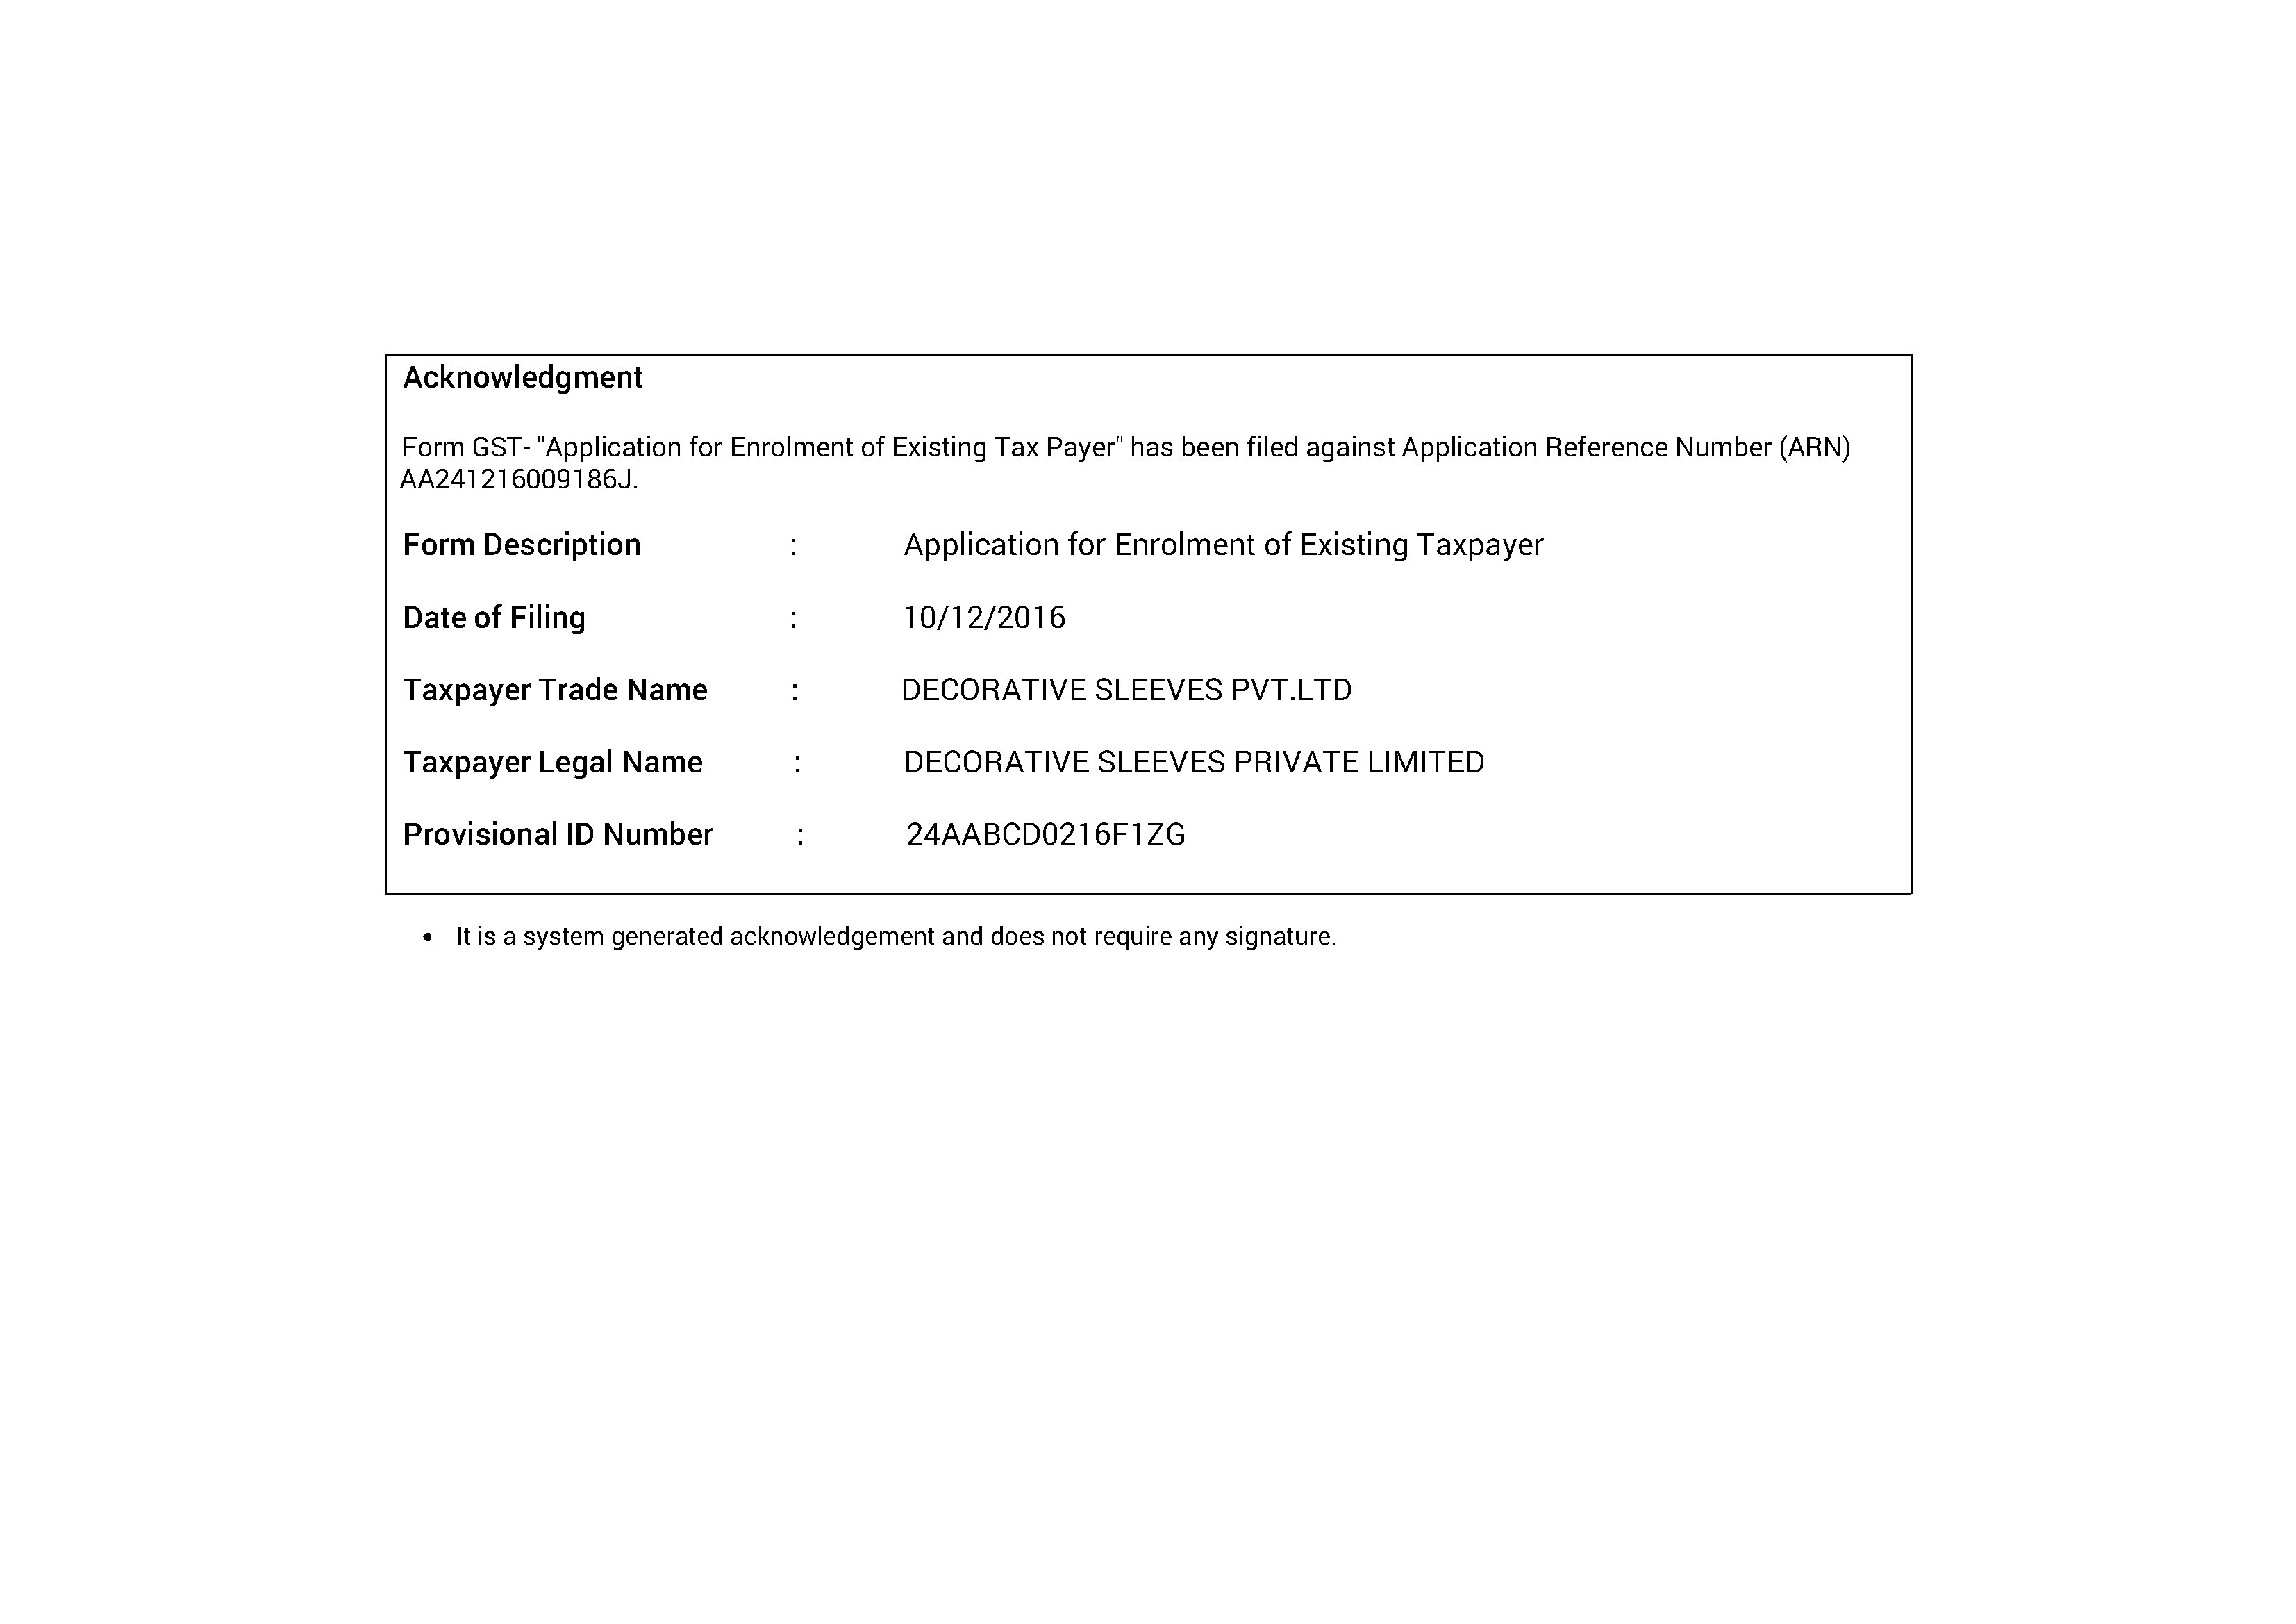 Acknowledgment
Form GST- "Application for Enrolment of Existing Tax Payer" has been filed against Application Reference Number (ARN)
AA241216009186J.
Form Description : Application for Enrolment of Existing Taxpayer
Date of Filing : 10/12/2016
Taxpayer Trade Name : DECORATIVE SLEEVES PVT.LTD
Taxpayer Legal Name : DECORATIVE SLEEVES PRIVATE LIMITED
Provisional ID Number : 24AABCD0216F1ZG
• It is a system generated acknowledgement and does not require any signature.